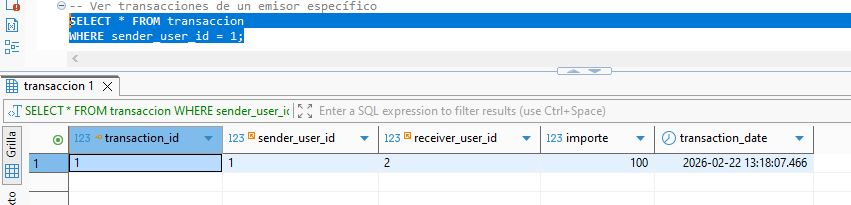 -- Ver transacciones de un emisor específico
SELECT * FROM transaccion
WHERE sender_user_id = 1;
transaccion 1
SELECT * FROM transaccion WHERE sender_user_id
Enter a SQL expression to filter results (use Ctrl+Space)
Grilla
123 transaction_id 123 sender_user_id 123 receiver_user_id 123 importe transaction_date
1 1 1 2 100 2026-02-22 13:18:07.466
xto